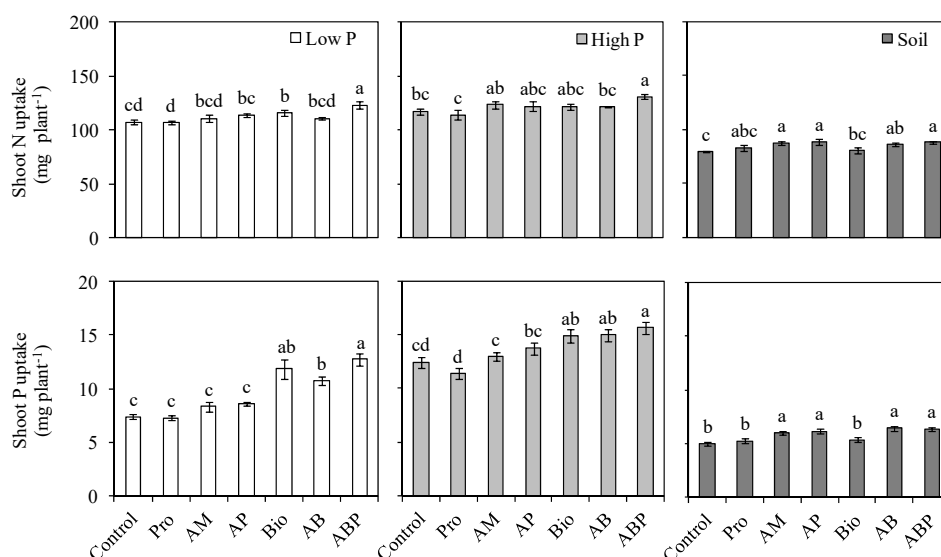 Shoot N uptake
(mg plant⁻¹)
200
150
100
50
0
Low P
cd d bcd bc b bcd a
High P
bc c ab abc abc ab a
Soil
c abc a a bc ab a
Shoot P uptake
(mg plant⁻¹)
20
15
10
5
0
c c c c ab b a
cd d c bc ab ab a
b b a a b a a
Control Pro AM AP Bio AB ABP
Control Pro AM AP Bio AB ABP
Control Pro AM AP Bio AB ABP